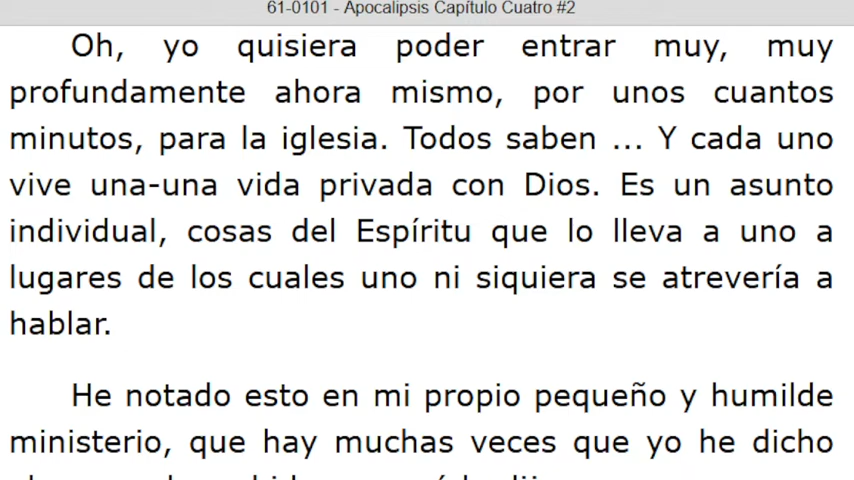 61-0101 - Apocalipsis Capítulo Cuatro #2
Oh, yo quisiera poder entrar muy, muy
profundamente ahora mismo, por unos cuantos
minutos, para la iglesia. Todos saben ... Y cada uno
vive una-una vida privada con Dios. Es un asunto
individual, cosas del Espíritu que lo lleva a uno a
lugares de los cuales uno ni siquiera se atrevería a
hablar.
He notado esto en mi propio pequeño y humilde
ministerio, que hay muchas veces que yo he dicho